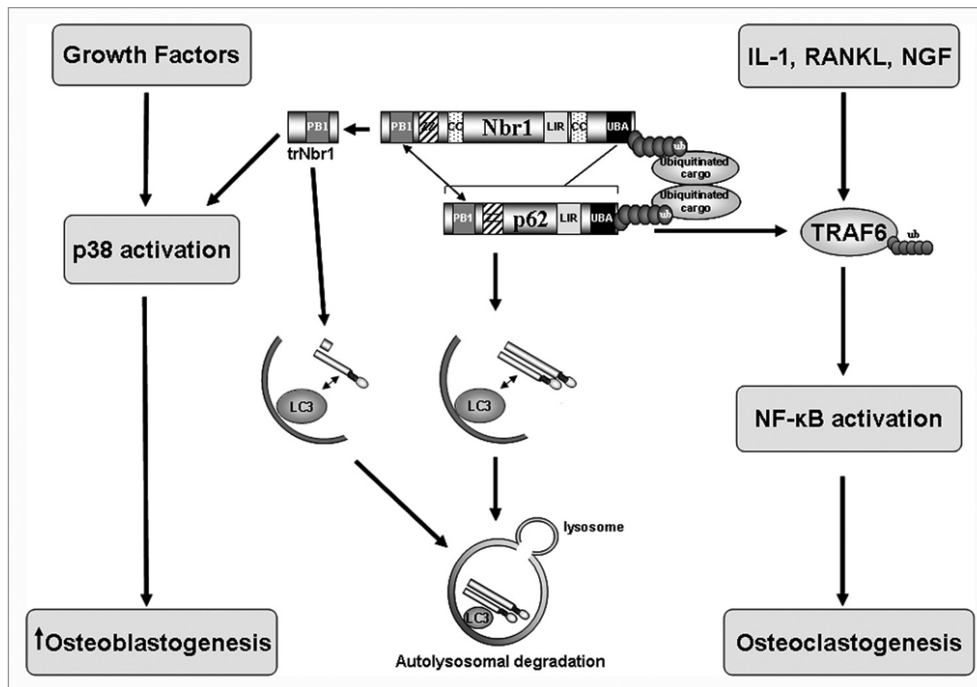 Growth Factors
IL-1, RANKL, NGF
PB1
trNbr1
PB1 ZZ CC Nbr1 LIR CC UBA
ub
Ubiquitinated
cargo
Ubiquitinated
cargo
PB1 p62 LIR UBA
ub
p38 activation
TRAF6
ub
LC3
LC3
NF-κB activation
lysosome
LC3
↑Osteoblastogenesis
Autolysosomal degradation
Osteoclastogenesis